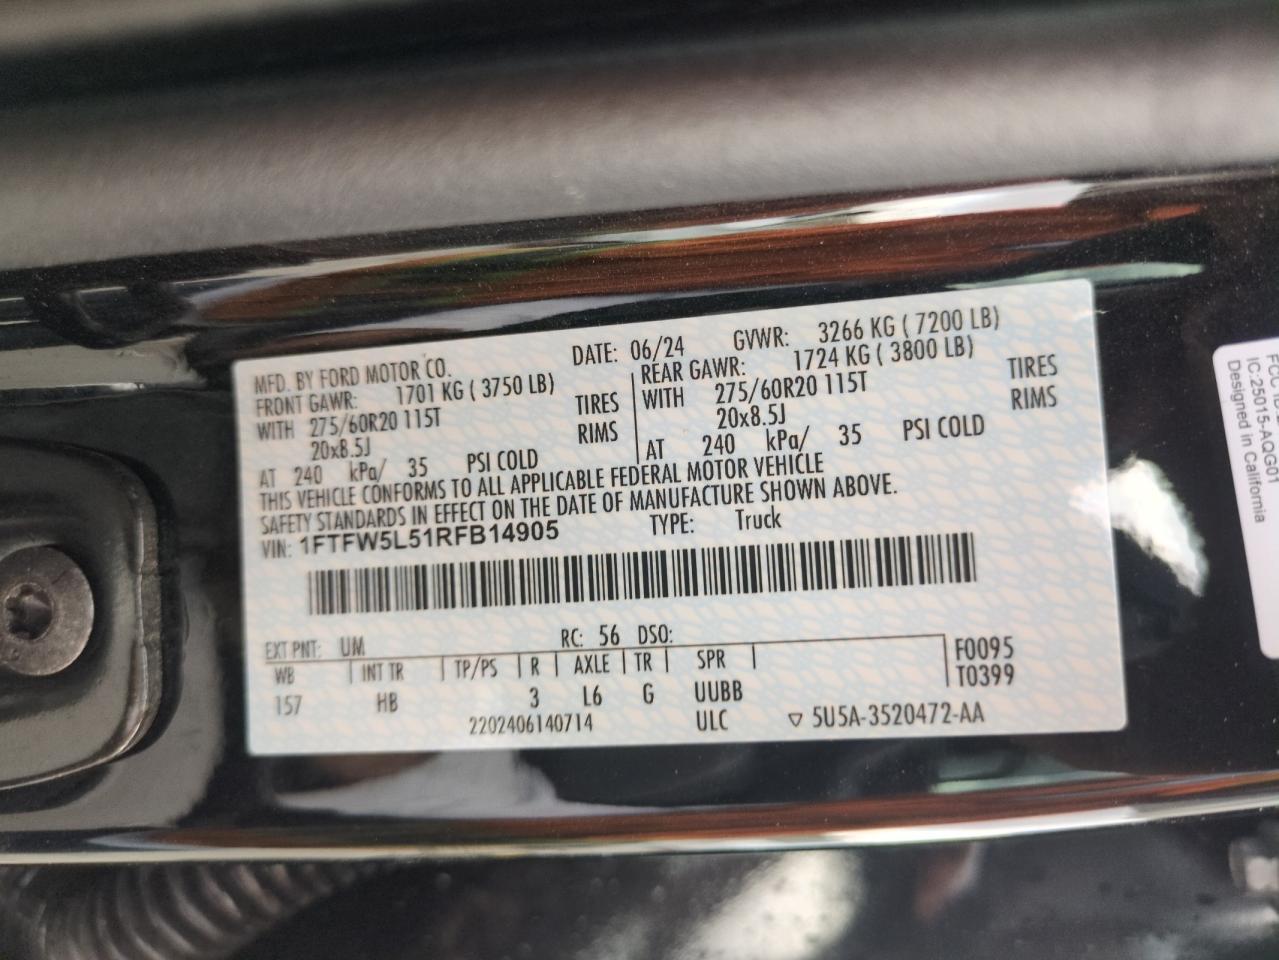 MFD. BY FORD MOTOR CO.
DATE: 06/24 GVWR: 3266 KG ( 7200 LB)
FRONT GAWR: 1701 KG ( 3750 LB)
WITH 275/60R20 115T TIRES
20x8.5J RIMS
AT 240 kPa/ 35 PSI COLD
REAR GAWR: 1724 KG ( 3800 LB)
WITH 275/60R20 115T TIRES
20x8.5J RIMS
AT 240 kPa/ 35 PSI COLD
THIS VEHICLE CONFORMS TO ALL APPLICABLE FEDERAL MOTOR VEHICLE
SAFETY STANDARDS IN EFFECT ON THE DATE OF MANUFACTURE SHOWN ABOVE.
VIN: 1FTFW5L51RFB14905 TYPE: Truck
EXT PNT: UM RC: 56 DSO:
WB INT TR TP/PS R AXLE TR SPR F0095
157 HB 3 L6 G UUBB T0399
2202406140714 ULC ▽ 5U5A-3520472-AA
IC:25015-AQG01
Designed in California